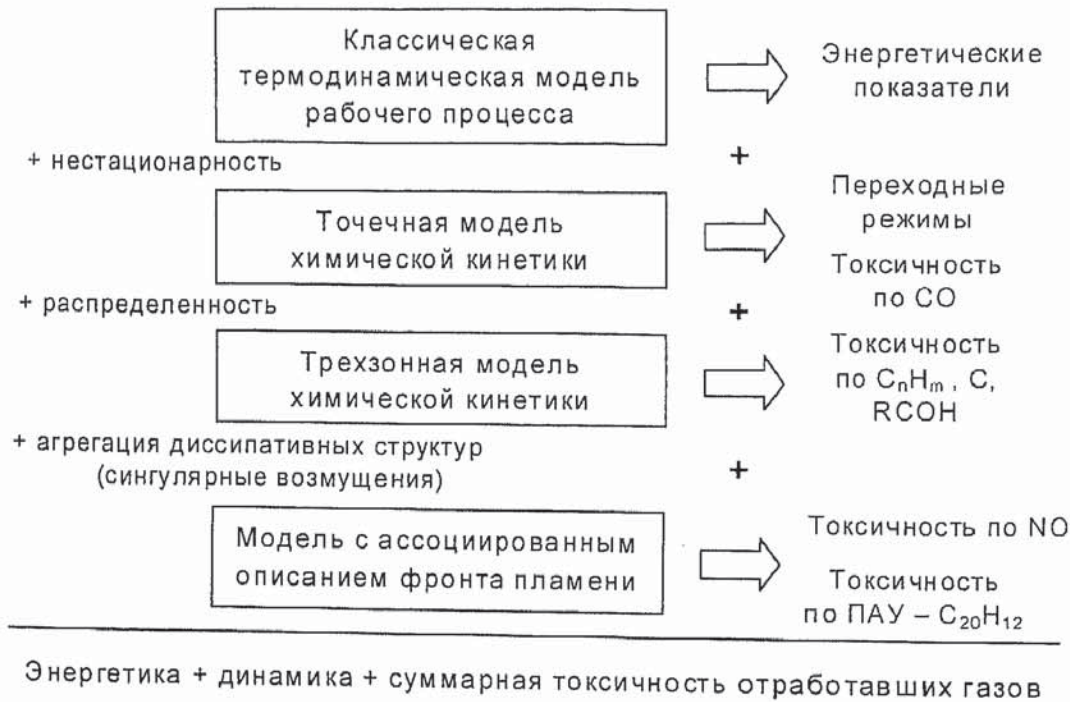 Классическая
термодинамическая модель
рабочего процесса
Энергетические
показатели
+ нестационарность
+
Точечная модель
химической кинетики
Переходные
режимы
Токсичность
по CO
+ распределенность
+
Трехзонная модель
химической кинетики
Токсичность
по CnHm , C,
RCOH
+ агрегация диссипативных структур
(сингулярные возмущения)
+
Модель с ассоциированным
описанием фронта пламени
Токсичность по NO
Токсичность
по ПАУ – C20H12
Энергетика + динамика + суммарная токсичность отработавших газов